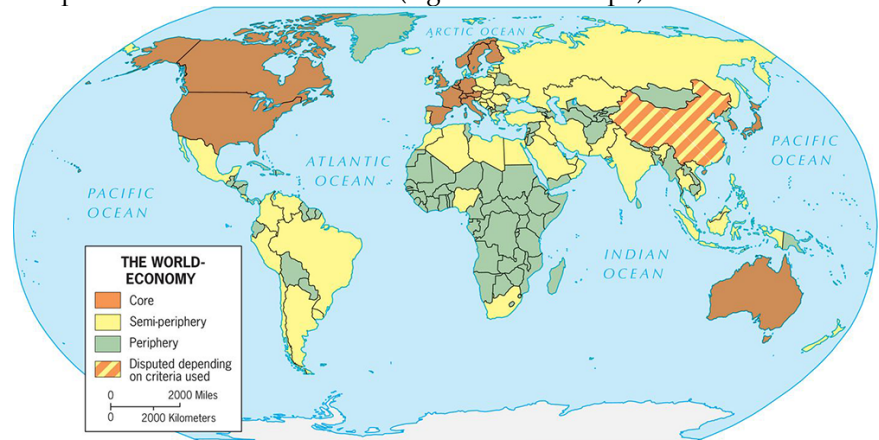 ARCTIC OCEAN
ATLANTIC
OCEAN
PACIFIC
OCEAN
PACIFIC
OCEAN
INDIAN
OCEAN
THE WORLD-
ECONOMY
Core
Semi-periphery
Periphery
Disputed depending
on criteria used
0 2000 Miles
0 2000 Kilometers